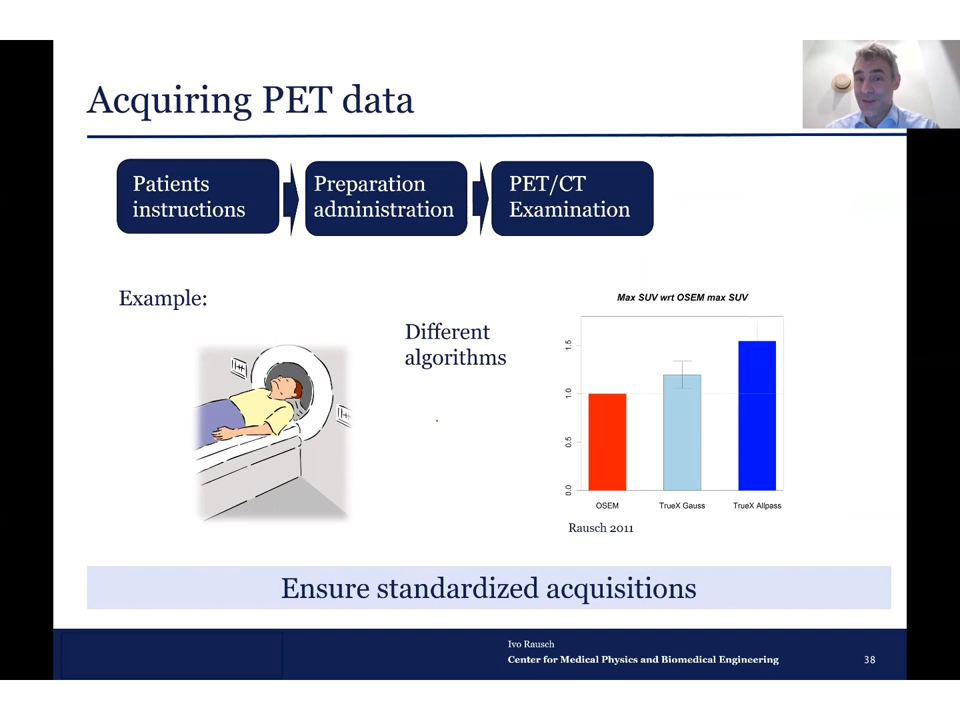 Acquiring PET data
Patients
instructions
Preparation
administration
PET/CT
Examination
Example:
Different
algorithms
Max SUV wrt OSEM max SUV
1.5
1.0
0.5
0.0
OSEM TrueX Gauss TrueX Allpass
Rausch 2011
Ensure standardized acquisitions
Ivo Rausch
Center for Medical Physics and Biomedical Engineering
38